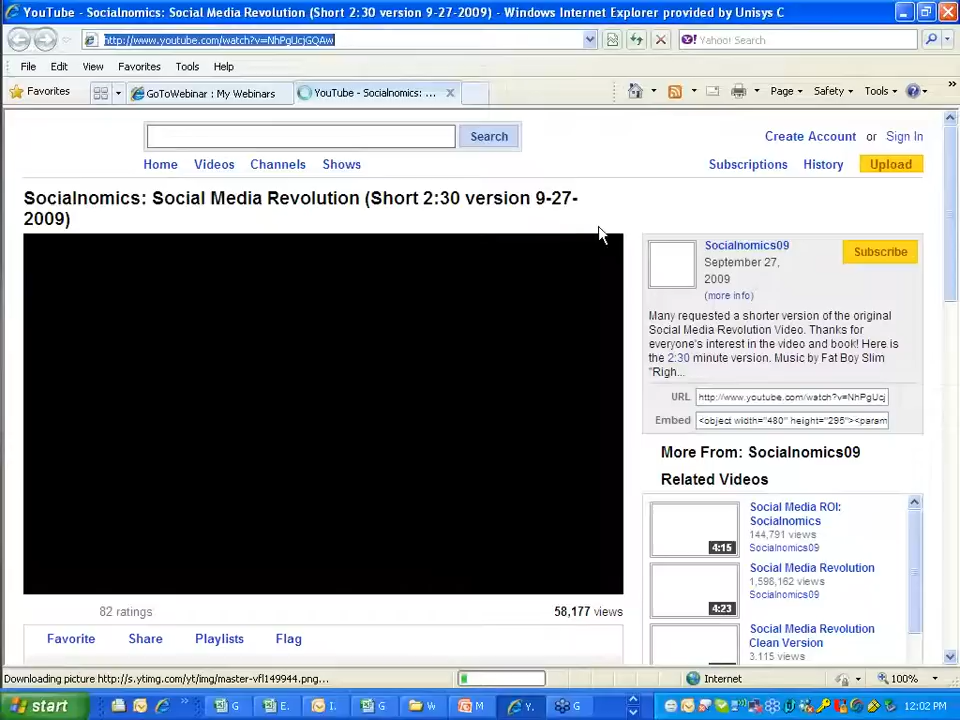 YouTube - Socialnomics: Social Media Revolution (Short 2:30 version 9-27-2009) - Windows Internet Explorer provided by Unisys C
http://www.youtube.com/watch?v=NhPgUcjGQAw
Yahoo! Search
File Edit View Favorites Tools Help
Favorites
GoToWebinar : My Webinars
YouTube - Socialnomics: ...
Page Safety Tools
Search
Create Account or Sign In
Home Videos Channels Shows
Subscriptions History Upload
Socialnomics: Social Media Revolution (Short 2:30 version 9-27-
2009)
Socialnomics09
Subscribe
September 27,
2009
(more info)
Many requested a shorter version of the original
Social Media Revolution Video. Thanks for
everyone's interest in the video and book! Here is
the 2:30 minute version. Music by Fat Boy Slim
"Righ...
URL http://www.youtube.com/watch?v=NhPgUcj
Embed <object width="480" height="295"><param
More From: Socialnomics09
Related Videos
Social Media ROI:
Socialnomics
144,791 views
Socialnomics09
4:15
Social Media Revolution
1,598,162 views
Socialnomics09
4:23
Social Media Revolution
Clean Version
3,115 views
82 ratings
58,177 views
Favorite Share Playlists Flag
Downloading picture http://s.ytimg.com/yt/img/master-vfl149944.png...
Internet
100%
start
G
E.
I.
G
W
M
Y.
G
12:02 PM